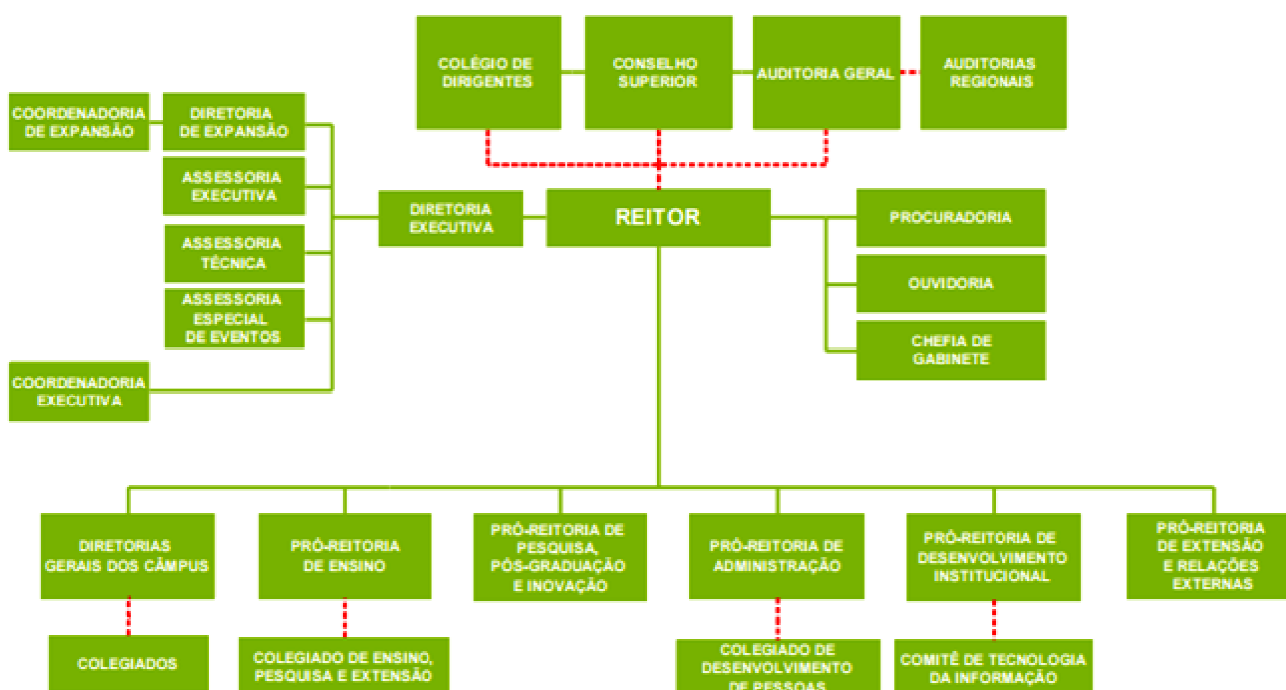 COLÉGIO DE
DIRIGENTES
CONSELHO
SUPERIOR
AUDITORIA GERAL
AUDITORIAS
REGIONAIS
COORDENADORIA
DE EXPANSÃO
DIRETORIA
DE EXPANSÃO
ASSESSORIA
EXECUTIVA
ASSESSORIA
TÉCNICA
ASSESSORIA
ESPECIAL
DE EVENTOS
COORDENADORIA
EXECUTIVA
DIRETORIA
EXECUTIVA
REITOR
PROCURADORIA
OUVIDORIA
CHEFIA DE
GABINETE
DIRETORIAS
GERAIS DOS CÂMPUS
PRÓ-REITORIA
DE ENSINO
PRÓ-REITORIA DE
PESQUISA,
PÓS-GRADUAÇÃO
E INOVAÇÃO
PRÓ-REITORIA DE
ADMINISTRAÇÃO
PRÓ-REITORIA DE
DESENVOLVIMENTO
INSTITUCIONAL
PRÓ-REITORIA
DE EXTENSÃO
E RELAÇÕES
EXTERNAS
COLEGIADOS
COLEGIADO DE ENSINO,
PESQUISA E EXTENSÃO
COLEGIADO DE
DESENVOLVIMENTO
DE PESSOAS
COMITÊ DE TECNOLOGIA
DA INFORMAÇÃO